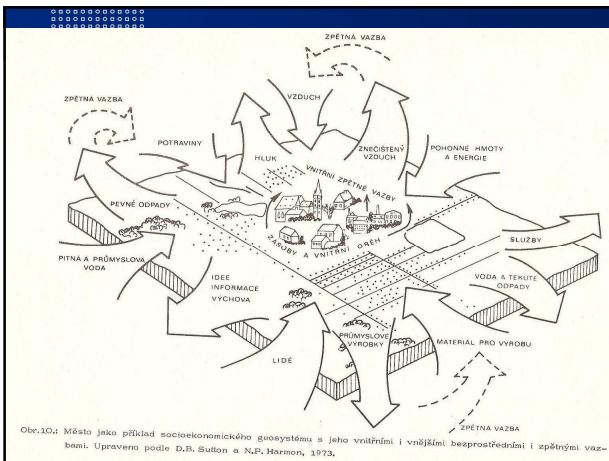 ZPĚTNÁ VAZBA
ZPĚTNÁ VAZBA
VZDUCH
POTRAVINY
HLUK
ZNEČIŠTĚNÝ
VZDUCH
POHONNÉ HMOTY
A ENERGIE
VNITŘNÍ ZPĚTNÉ VAZBY
PEVNÉ ODPADY
ZÁSOBY A VNITŘNÍ OBĚH
SLUŽBY
PITNÁ A PRŮMYSLOVÁ
VODA
IDEE
INFORMACE
VÝCHOVA
VODA A TEKUTÉ
ODPADY
PRŮMYSLOVÉ
VÝROBKY
MATERIÁL PRO VÝROBU
LIDÉ
ZPĚTNÁ VAZBA
Obr.10.: Město jako příklad socioekonomického geosystému s jeho vnitřními i vnějšími bezprostředními i zpětnými vaz-
bami. Upraveno podle D.B. Sutton a N.P. Harmon, 1973.